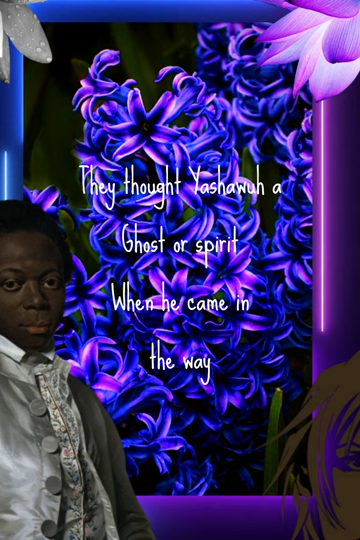 They thought Yashawuh a
Ghost or spirit
When he came in
the way